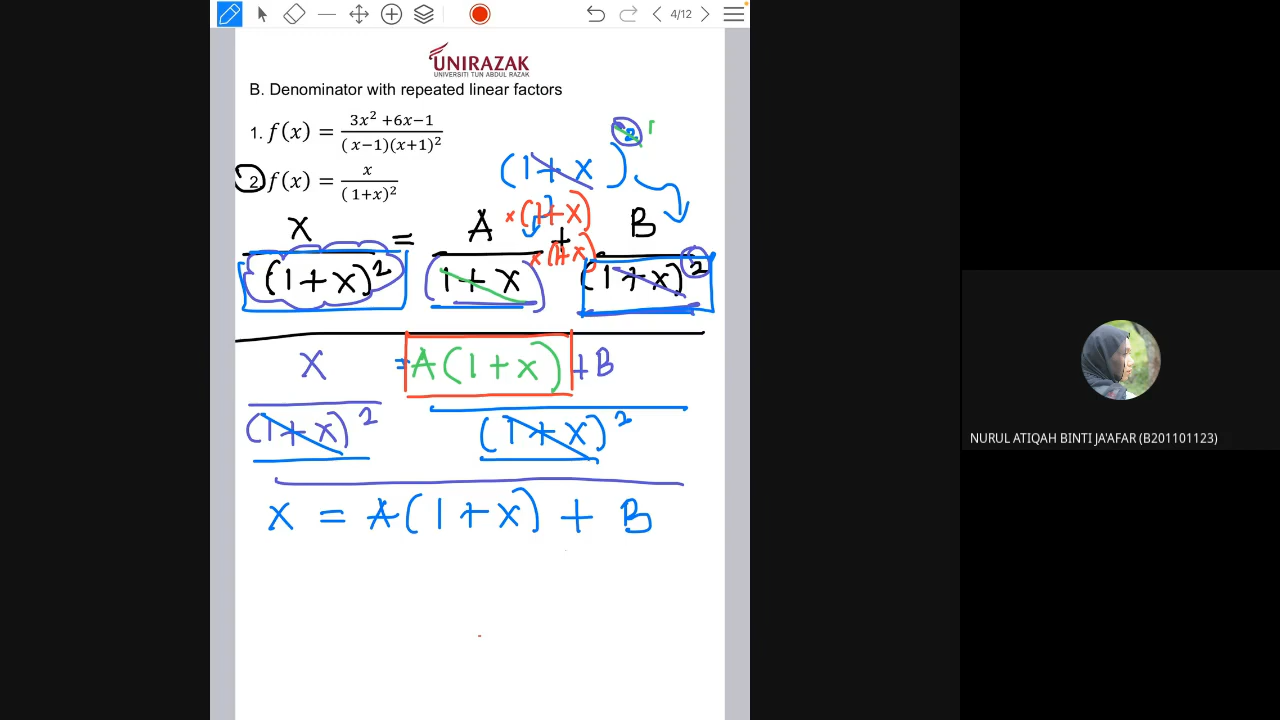 4/12
UNIRAZAK
UNIVERSITI TUN ABDUL RAZAK
B. Denominator with repeated linear factors
1. f(x) = (3x² + 6x − 1) / ((x−1)(x+1)²)
2. f(x) = x / (1+x)²
(1+x)² 1
×(1+x)
×(1+x)
x / (1+x)² = A / (1+x) + B / (1+x)²
x / (1+x)² = A(1+x) + B / (1+x)²
x = A(1+x) + B
NURUL ATIQAH BINTI JA'AFAR (B201101123)